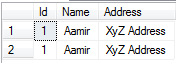 Id Name Address
1 1 Aamir XyZ Address
2 1 Aamir XyZ Address